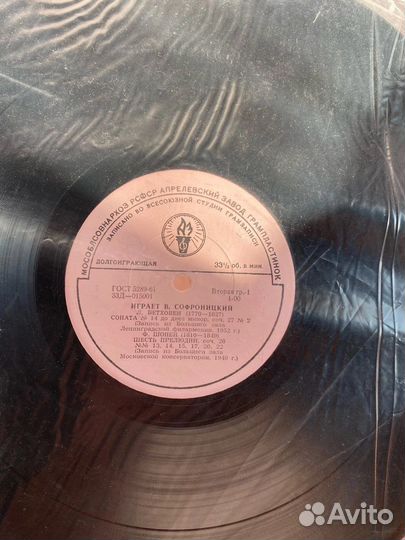 МОСОБЛСОВНАРХОЗ РСФСР АПРЕЛЕВСКИЙ ЗАВОД ГРАМПЛАСТИНОК
ЗАПИСАНО ВО ВСЕСОЮЗНОЙ СТУДИИ ГРАМЗАПИСИ
ДОЛГОИГРАЮЩАЯ 33⅓ об. в мин
ГОСТ 5289-61 Вторая гр.-1
33Д—015001 1-00
ИГРАЕТ В. СОФРОНИЦКИЙ
Л. БЕТХОВЕН (1770—1827)
СОНАТА № 14 до диез минор, соч. 27 № 2
(Запись из Большого зала
Ленинградской филармонии, 1952 г.)
Ф. ШОПЕН (1810—1849)
ШЕСТЬ ПРЕЛЮДИЙ, соч. 28
№№ 13, 14, 15, 17, 20, 22
(Запись из Большого зала
Московской консерватории, 1949 г.)
Avito